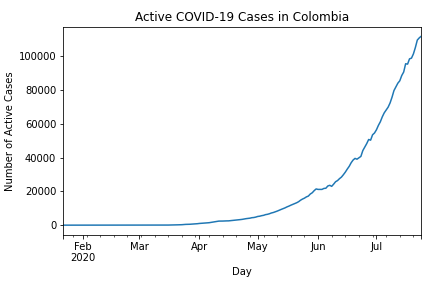 Active COVID-19 Cases in Colombia
Number of Active Cases
100000
80000
60000
40000
20000
0
Feb Mar Apr May Jun Jul
2020
Day